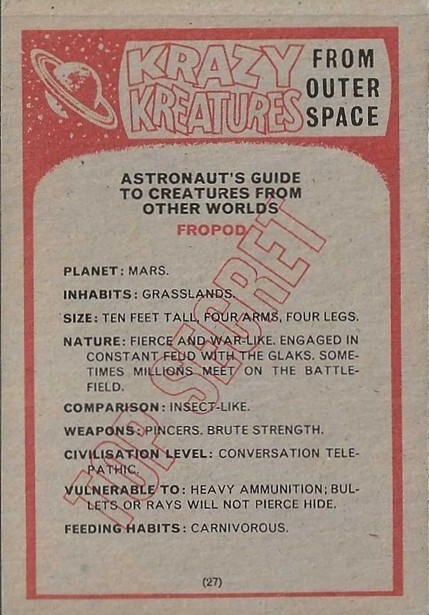 KRAZY
KREATURES
FROM
OUTER
SPACE
ASTRONAUT'S GUIDE
TO CREATURES FROM
OTHER WORLDS
FROPOD
PLANET: MARS.
INHABITS: GRASSLANDS.
SIZE: TEN FEET TALL, FOUR ARMS, FOUR LEGS.
NATURE: FIERCE AND WAR-LIKE. ENGAGED IN
CONSTANT FEUD WITH THE GLAKS. SOME-
TIMES MILLIONS MEET ON THE BATTLE-
FIELD.
COMPARISON: INSECT-LIKE.
WEAPONS: PINCERS. BRUTE STRENGTH.
CIVILISATION LEVEL: CONVERSATION TELE-
PATHIC.
VULNERABLE TO: HEAVY AMMUNITION; BUL-
LETS OR RAYS WILL NOT PIERCE HIDE.
FEEDING HABITS: CARNIVOROUS.
TOP SECRET
(27)